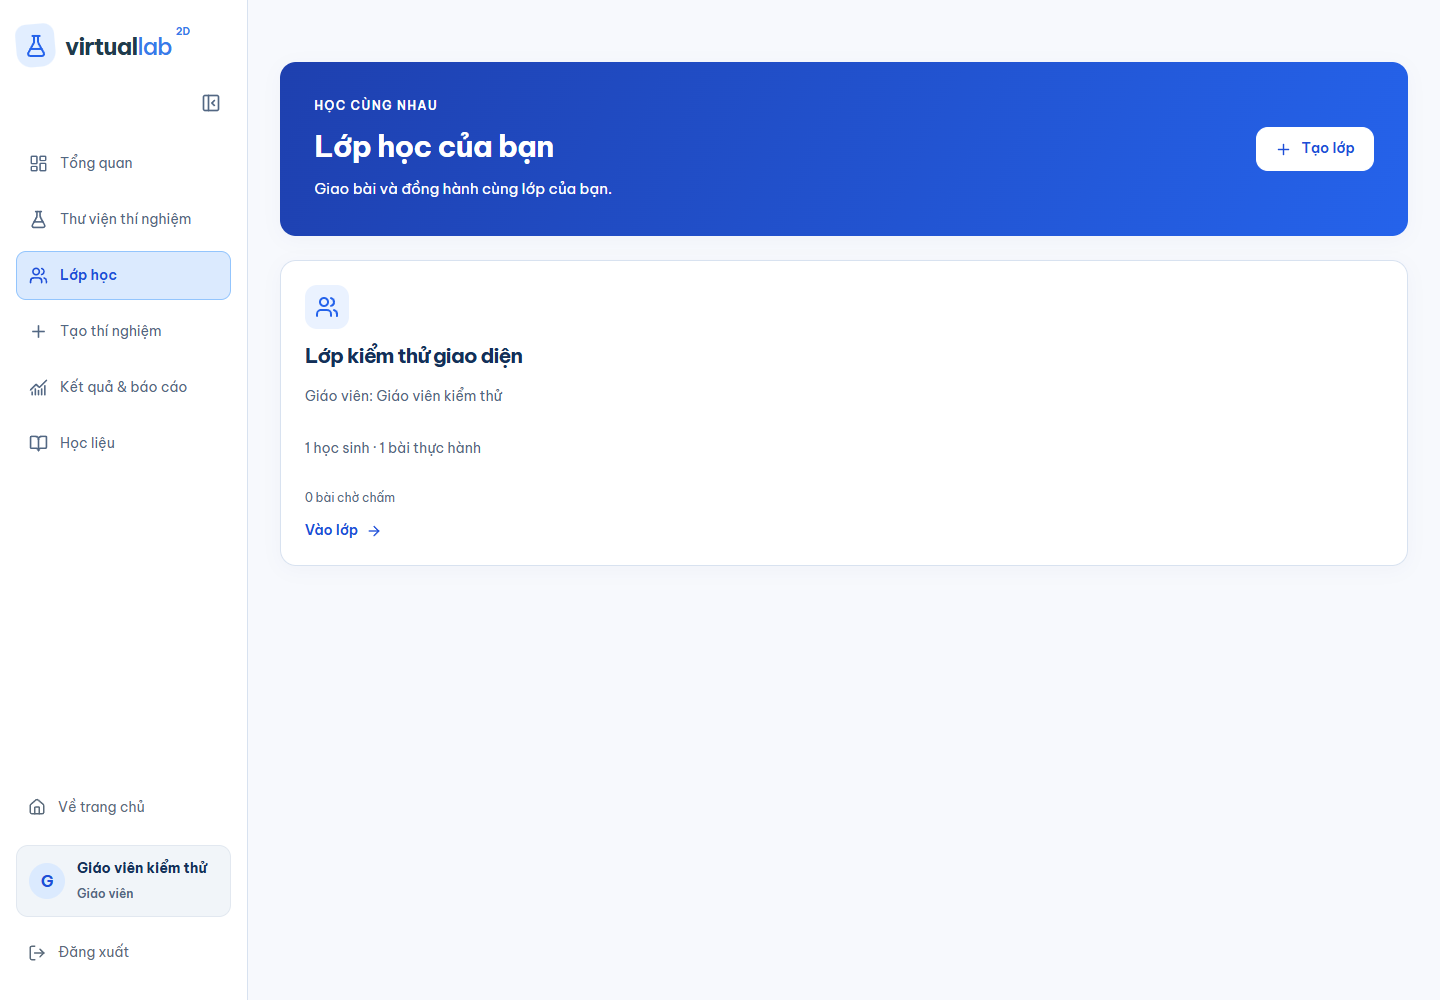 virtuallab 2D
Tổng quan
Thư viện thí nghiệm
Lớp học
Tạo thí nghiệm
Kết quả & báo cáo
Học liệu
Về trang chủ
G
Giáo viên kiểm thử
Giáo viên
Đăng xuất
HỌC CÙNG NHAU
Lớp học của bạn
Giao bài và đồng hành cùng lớp của bạn.
Tạo lớp
Lớp kiểm thử giao diện
Giáo viên: Giáo viên kiểm thử
1 học sinh · 1 bài thực hành
0 bài chờ chấm
Vào lớp